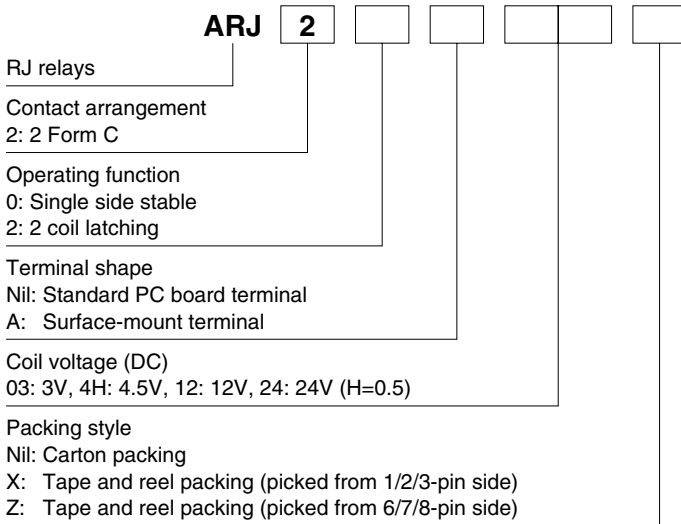 ARJ 2
RJ relays
Contact arrangement
2: 2 Form C
Operating function
0: Single side stable
2: 2 coil latching
Terminal shape
Nil: Standard PC board terminal
A: Surface-mount terminal
Coil voltage (DC)
03: 3V, 4H: 4.5V, 12: 12V, 24: 24V (H=0.5)
Packing style
Nil: Carton packing
X: Tape and reel packing (picked from 1/2/3-pin side)
Z: Tape and reel packing (picked from 6/7/8-pin side)